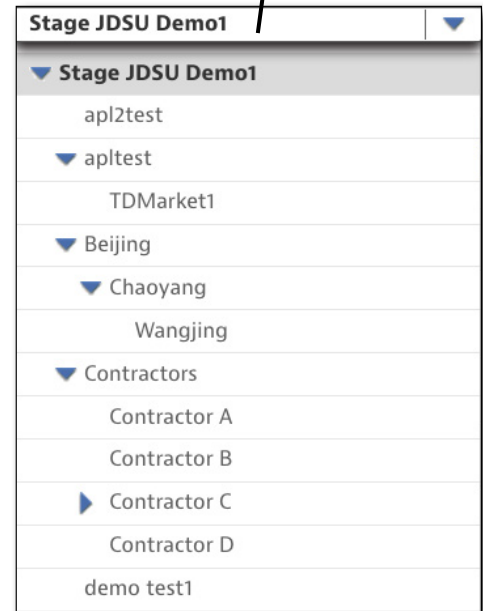 Stage JDSU Demo1
Stage JDSU Demo1
apl2test
apltest
TDMarket1
Beijing
Chaoyang
Wangjing
Contractors
Contractor A
Contractor B
Contractor C
Contractor D
demo test1